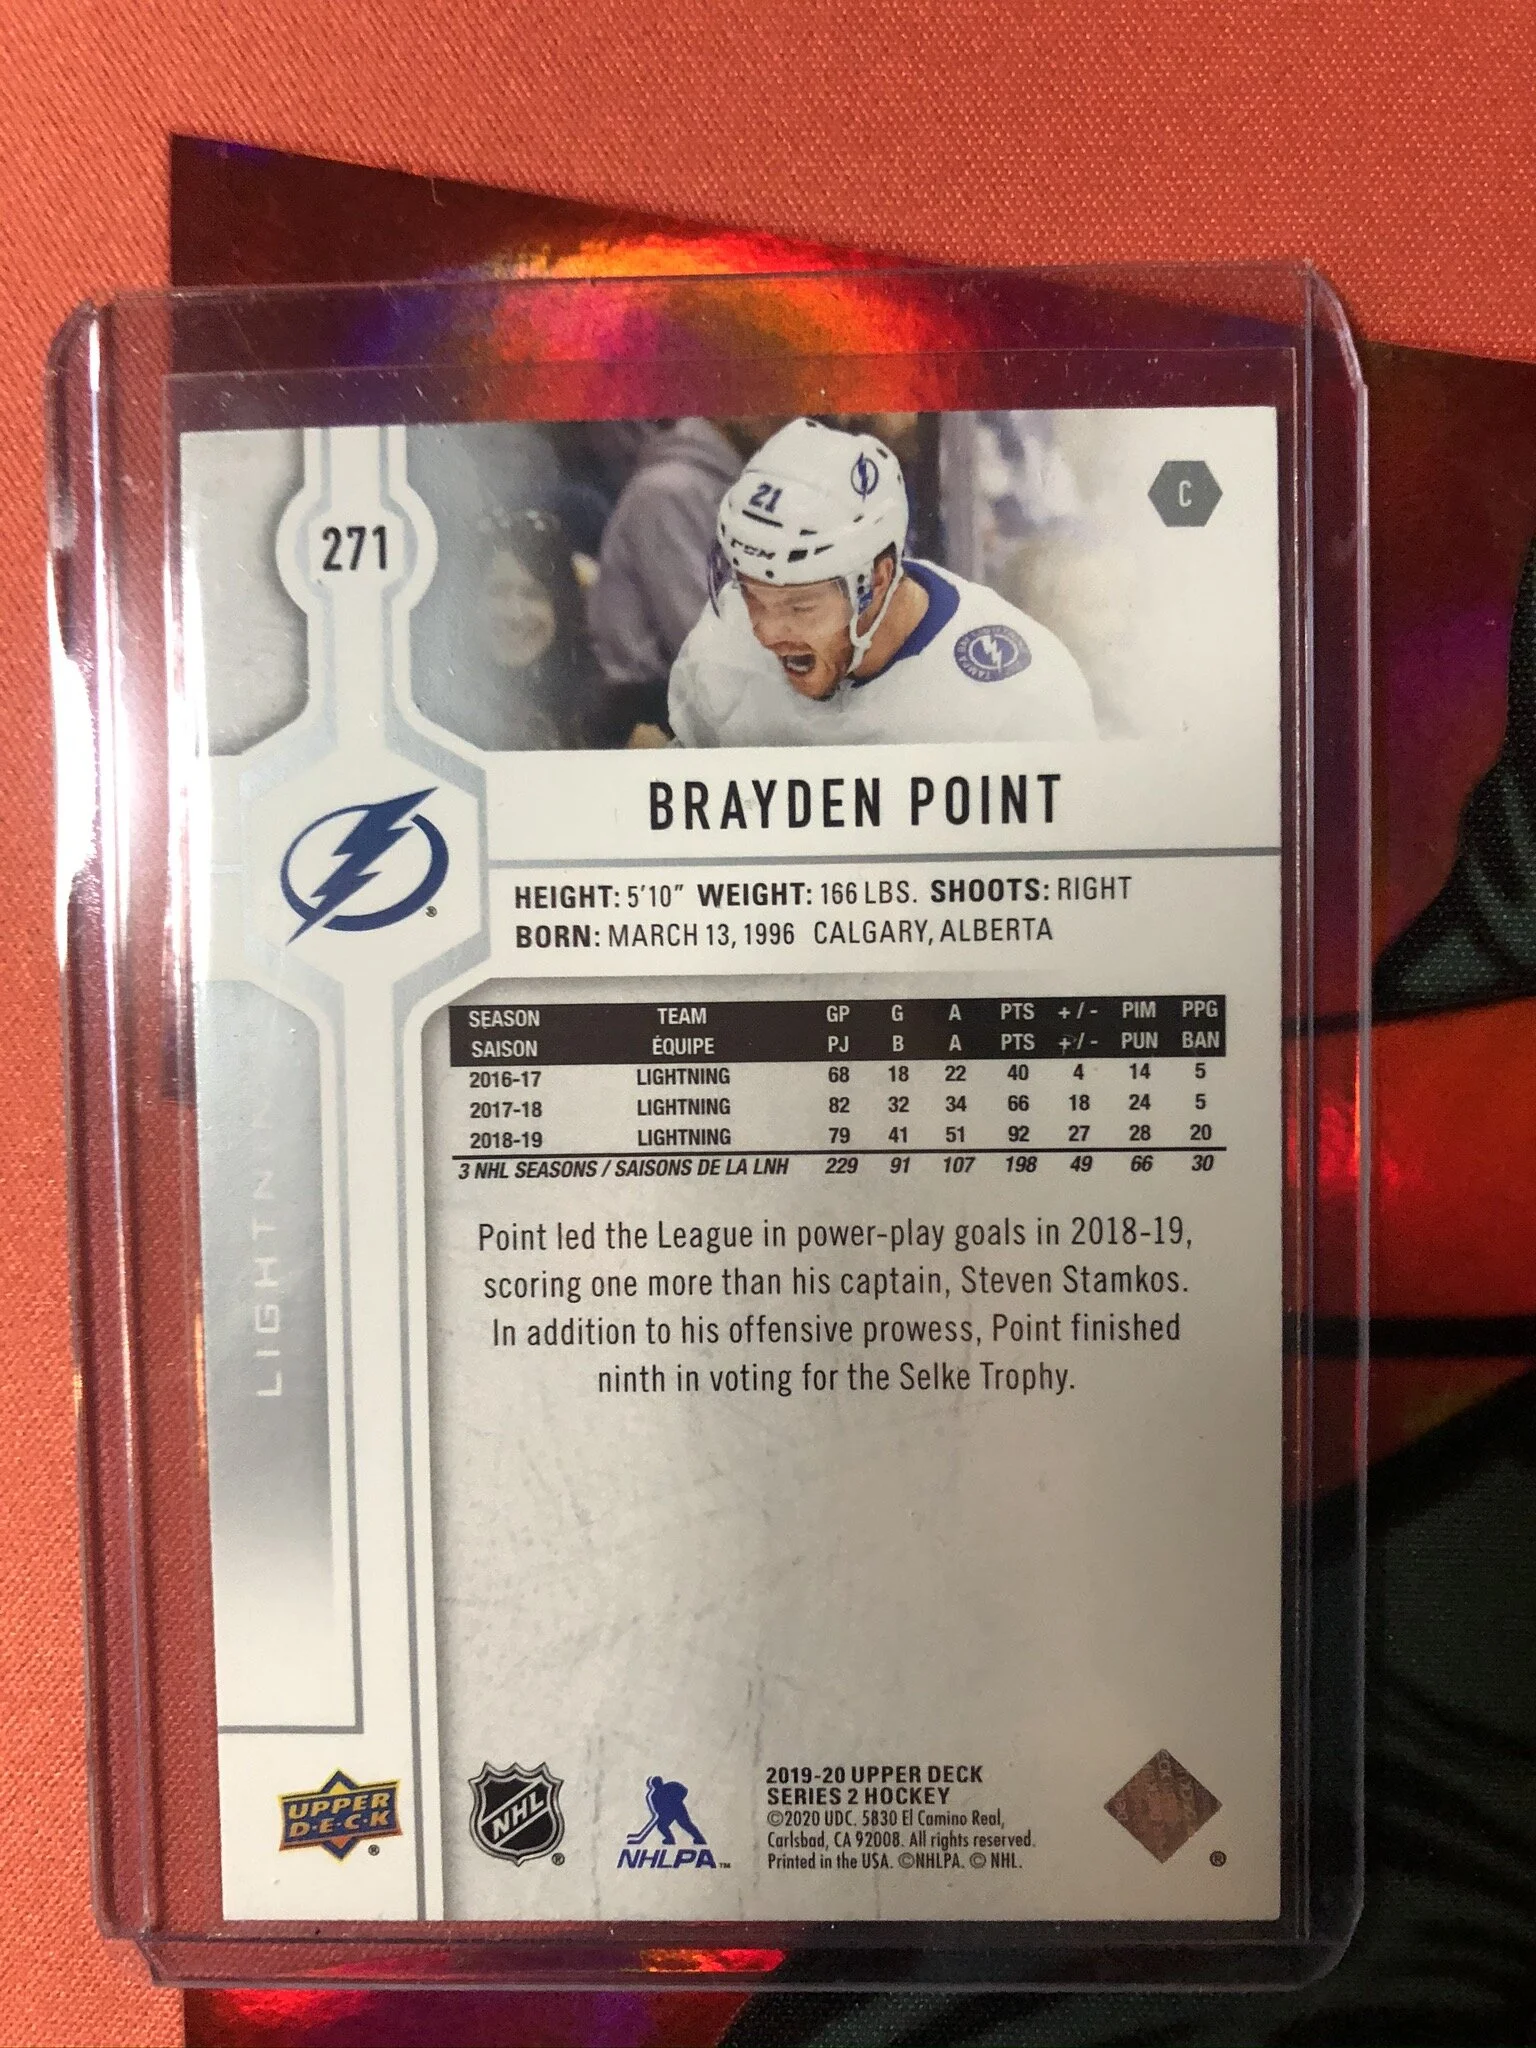 271
21
CCM
C
TAMPA BAY LIGHTNING
BRAYDEN POINT
HEIGHT: 5'10" WEIGHT: 166 LBS. SHOOTS: RIGHT
BORN: MARCH 13, 1996 CALGARY, ALBERTA
SEASON TEAM GP G A PTS +/- PIM PPG
SAISON ÉQUIPE PJ B A PTS +/- PUN BAN
2016-17 LIGHTNING 68 18 22 40 4 14 5
2017-18 LIGHTNING 82 32 34 66 18 24 5
2018-19 LIGHTNING 79 41 51 92 27 28 20
3 NHL SEASONS / SAISONS DE LA LNH 229 91 107 198 49 66 30
Point led the League in power-play goals in 2018-19,
scoring one more than his captain, Steven Stamkos.
In addition to his offensive prowess, Point finished
ninth in voting for the Selke Trophy.
LIGHTNING
UPPER
D·E·C·K
®
NHL
®
NHLPA™
2019-20 UPPER DECK
SERIES 2 HOCKEY
©2020 UDC. 5830 El Camino Real,
Carlsbad, CA 92008. All rights reserved.
Printed in the USA. ©NHLPA. © NHL.
®